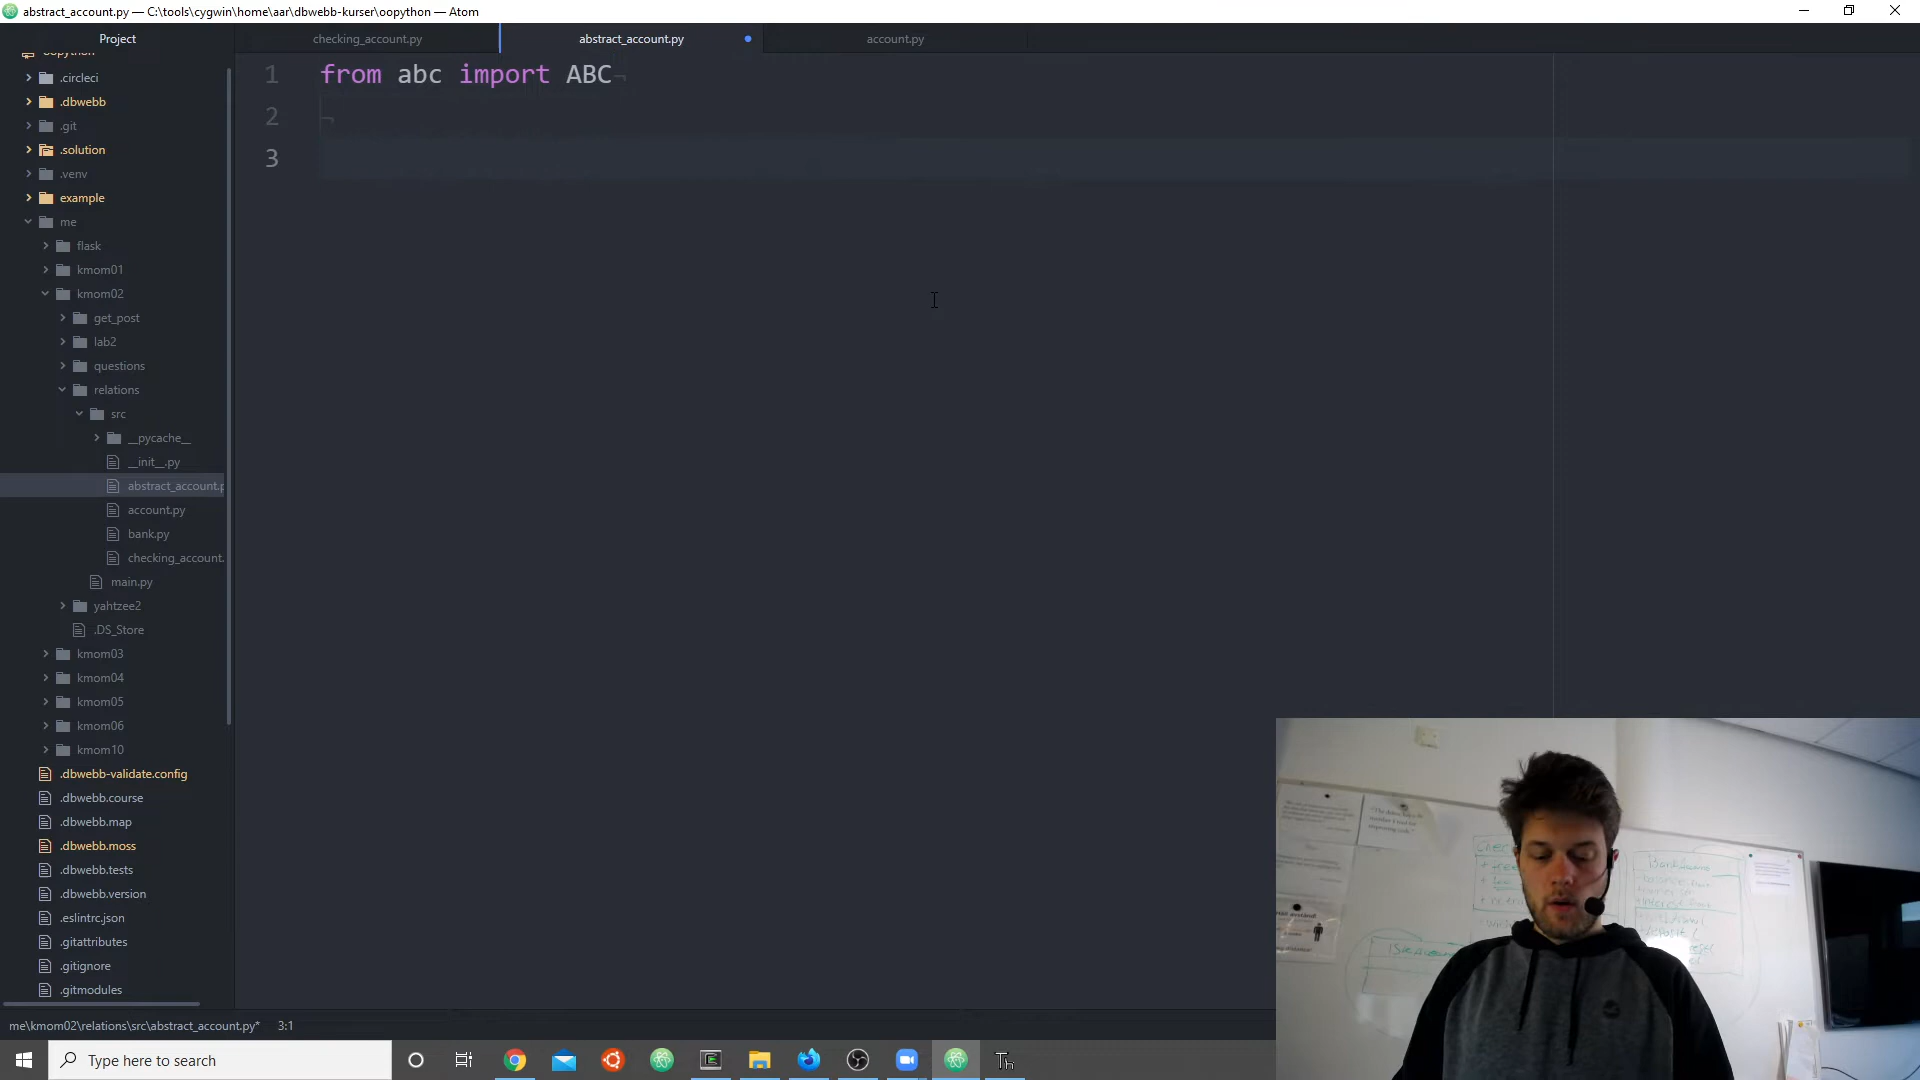 abstract_account.py — C:\tools\cygwin\home\aar\dbwebb-kurser\oopython — Atom
Project
checking_account.py
abstract_account.py
account.py
oopython
.circleci
.dbwebb
.git
.solution
.venv
example
me
flask
kmom01
kmom02
get_post
lab2
questions
relations
src
__pycache__
__init__.py
abstract_account.p
account.py
bank.py
checking_account.
main.py
yahtzee2
.DS_Store
kmom03
kmom04
kmom05
kmom06
kmom10
.dbwebb-validate.config
.dbwebb.course
.dbwebb.map
.dbwebb.moss
.dbwebb.tests
.dbwebb.version
.eslintrc.json
.gitattributes
.gitignore
.gitmodules
1 from abc import ABC¬
2 ¬
3
me\kmom02\relations\src\abstract_account.py* 3:1
Type here to search
Th